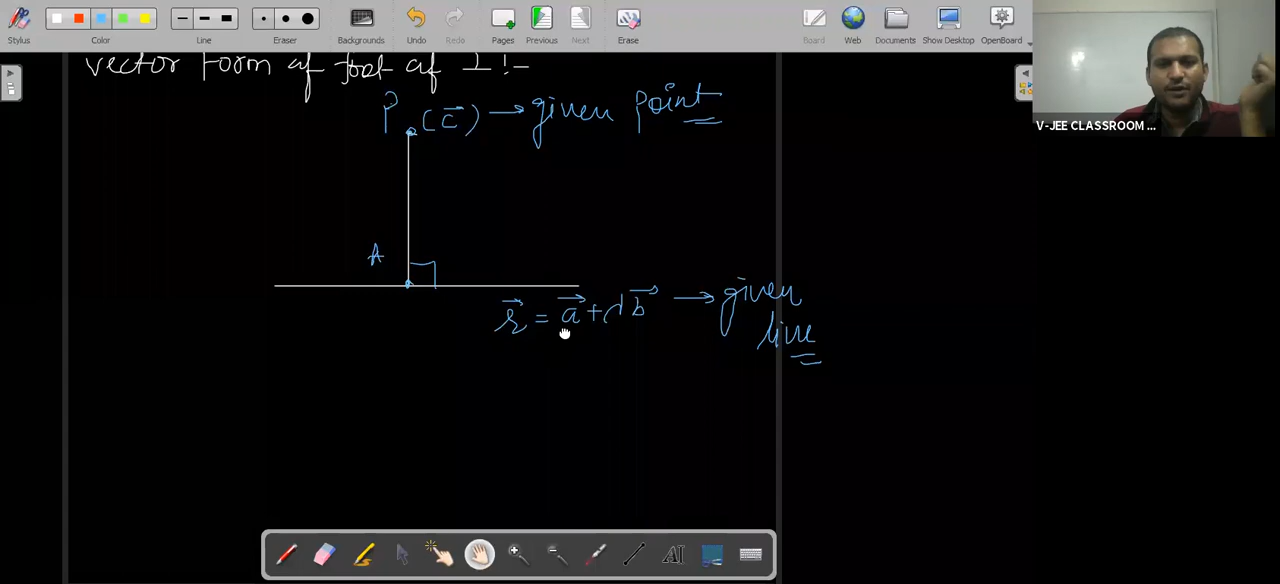 Stylus
Color
Line
Eraser
Backgrounds
Undo
Redo
Pages
Previous
Next
Erase
Board
Web
Documents
Show Desktop
OpenBoard
V-JEE CLASSROOM ...
vector form of foot of ⊥ :-
P (c⃗) → given point
A
r⃗ = a⃗ + λb⃗ → given
line
AI